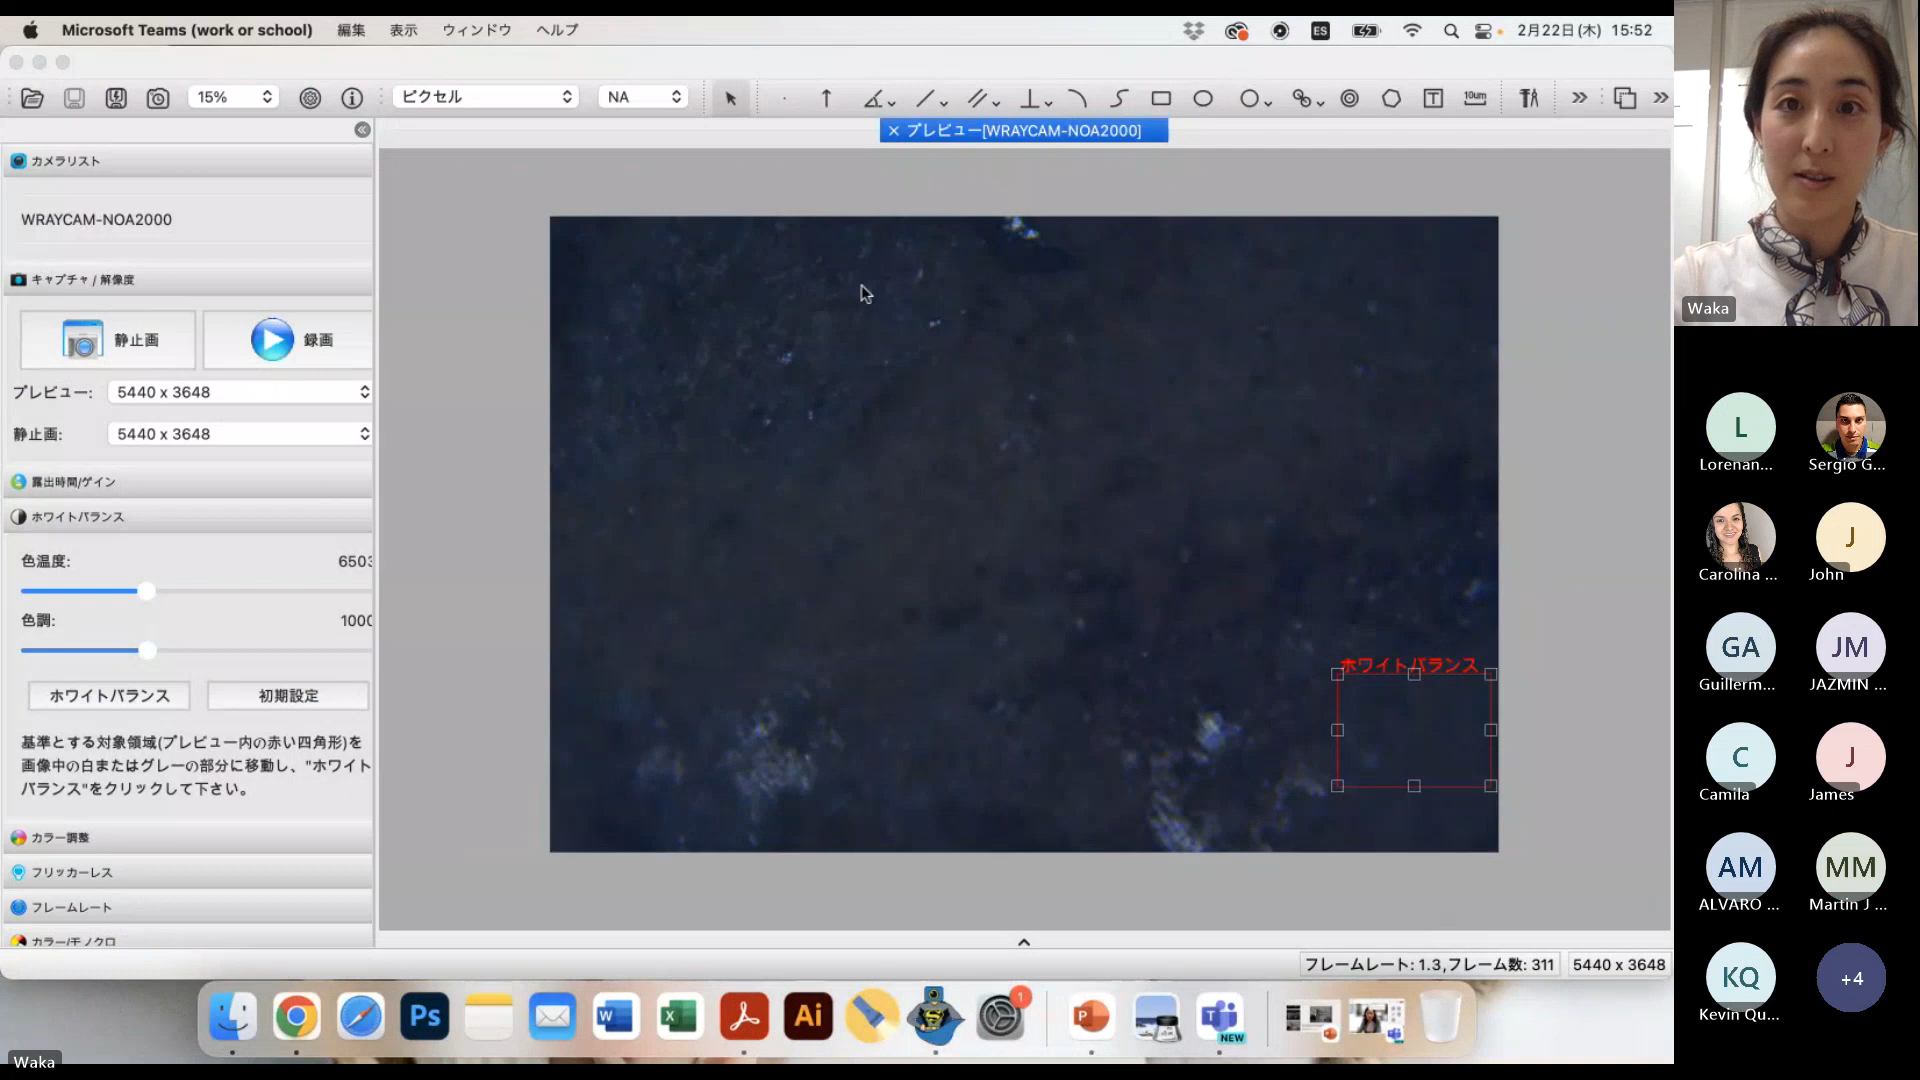 Microsoft Teams (work or school) 編集 表示 ウィンドウ ヘルプ ES 2月22日(木) 15:52
15% ピクセル NA T 10um
× プレビュー[WRAYCAM-NOA2000]
カメラリスト
WRAYCAM-NOA2000
キャプチャ / 解像度
静止画 録画
プレビュー: 5440 x 3648
静止画: 5440 x 3648
露出時間/ゲイン
ホワイトバランス
色温度: 6503
色調: 1000
ホワイトバランス 初期設定
基準とする対象領域(プレビュー内の赤い四角形)を
画像中の白またはグレーの部分に移動し、"ホワイト
バランス"をクリックして下さい。
カラー調整
フリッカーレス
フレームレート
カラー/モノクロ
ホワイトバランス
フレームレート: 1.3,フレーム数: 311 5440 x 3648
Ps W X Ai 1 P T NEW
Waka
Waka
L J
Lorenan... Sergio G...
Carolina ... John
GA JM
Guillerm... JAZMIN ...
C J
Camila James
AM MM
ALVARO ... Martin J ...
KQ +4
Kevin Qu...